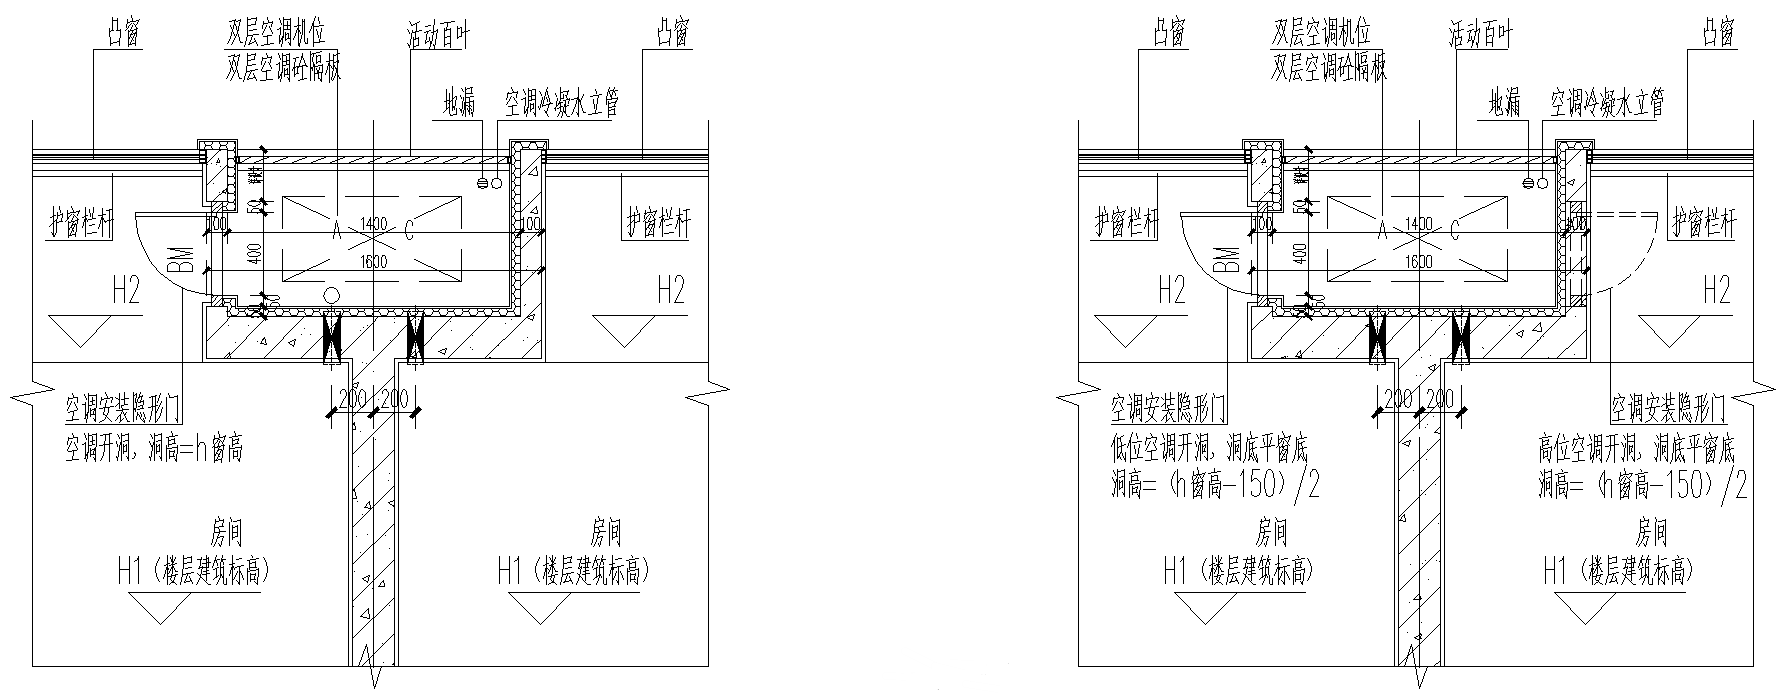 凸窗
双层空调机位
双层空调砼隔板
活动百叶
凸窗
地漏
空调冷凝水立管
护窗栏杆
护窗栏杆
50
100
1400
100
A C
400
1600
BM
50
H2
H2
200 200
空调安装隐形门
空调开洞，洞高=h窗高
房间
H1（楼层建筑标高）
房间
H1（楼层建筑标高）
凸窗
双层空调机位
双层空调砼隔板
活动百叶
凸窗
地漏
空调冷凝水立管
护窗栏杆
护窗栏杆
50
100
1400
100
A C
400
1600
BM
50
H2
H2
200 200
空调安装隐形门
低位空调开洞，洞底平窗底
洞高=（h窗高-150）/2
空调安装隐形门
高位空调开洞，洞底平窗底
洞高=（h窗高-150）/2
房间
H1（楼层建筑标高）
房间
H1（楼层建筑标高）